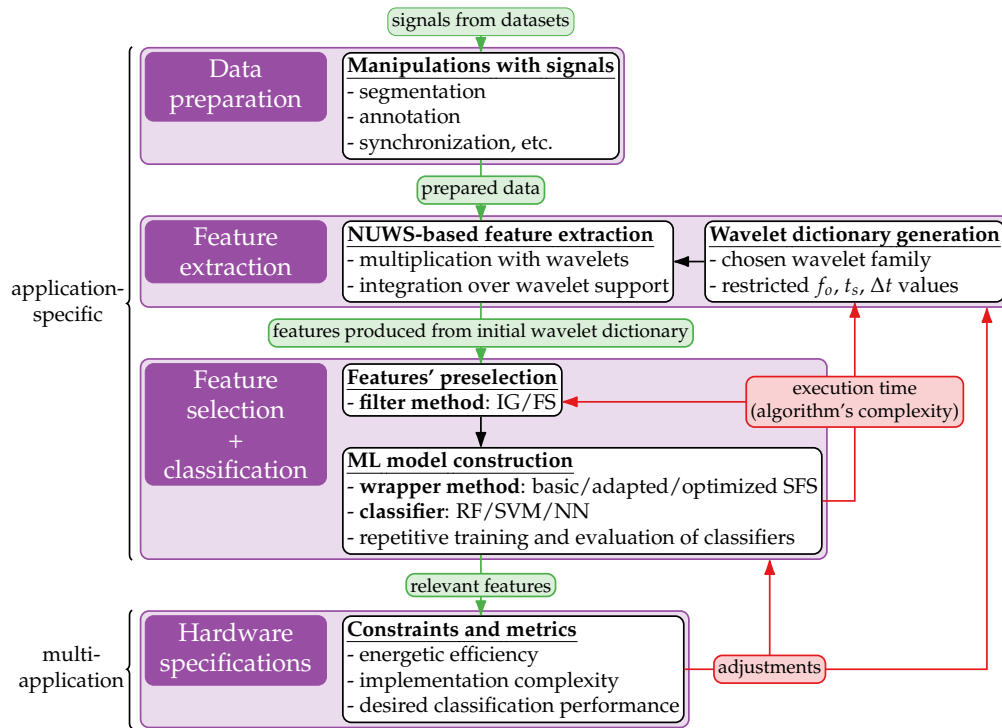 signals from datasets
Data
preparation
Manipulations with signals
- segmentation
- annotation
- synchronization, etc.
prepared data
application-
specific
Feature
extraction
NUWS-based feature extraction
- multiplication with wavelets
- integration over wavelet support
Wavelet dictionary generation
- chosen wavelet family
- restricted fₒ, tₛ, Δt values
features produced from initial wavelet dictionary
Feature
selection
+
classification
Features' preselection
- filter method: IG/FS
execution time
(algorithm's complexity)
ML model construction
- wrapper method: basic/adapted/optimized SFS
- classifier: RF/SVM/NN
- repetitive training and evaluation of classifiers
relevant features
multi-
application
Hardware
specifications
Constraints and metrics
- energetic efficiency
- implementation complexity
- desired classification performance
adjustments